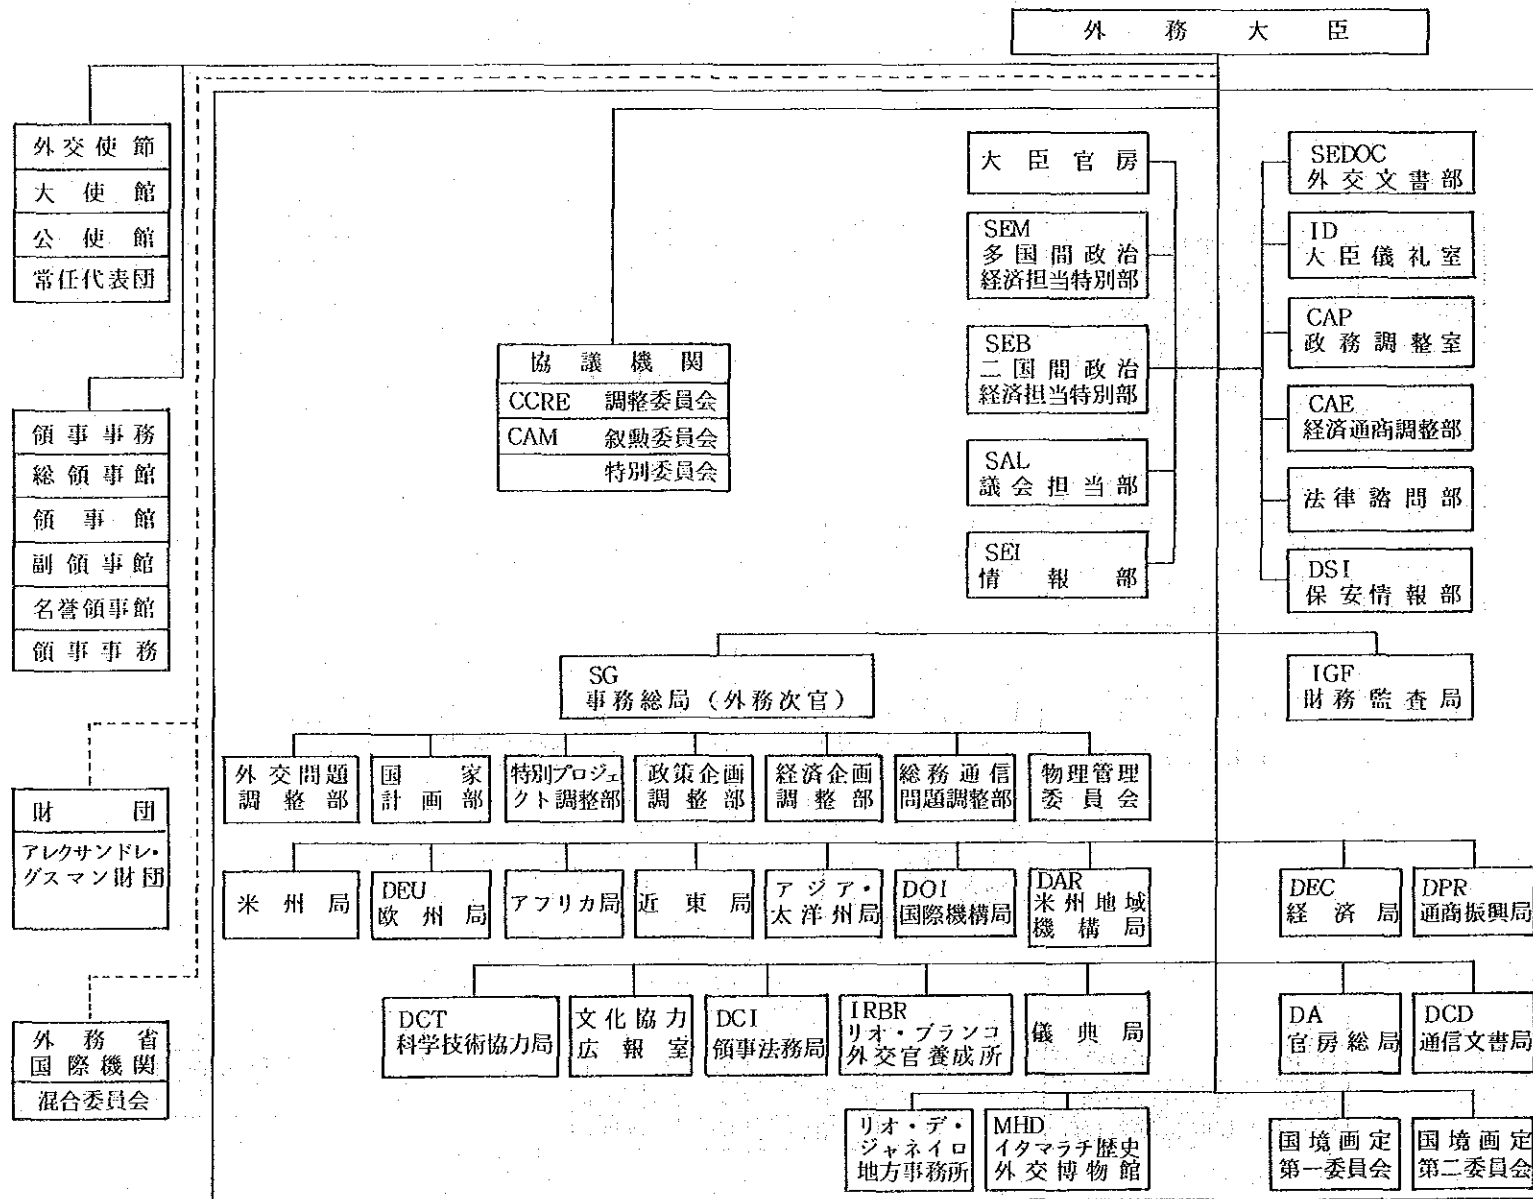 外務大臣
外交使節
大使館
公使館
常任代表団
領事事務
総領事館
領事館
副領事館
名誉領事館
領事事務
財団
アレクサンドレ・
グスマン財団
外務省
国際機関
混合委員会
協議機関
CCRE 調整委員会
CAM 叙勲委員会
特別委員会
大臣官房
SEM
多国間政治
経済担当特別部
SEB
二国間政治
経済担当特別部
SAL
議会担当部
SEI
情報部
SEDOC
外交文書部
ID
大臣儀礼室
CAP
政務調整室
CAE
経済通商調整部
法律諮問部
DSI
保安情報部
SG
事務総局(外務次官)
IGF
財務監査局
外交問題
調整部
国家
計画部
特別プロジェ
クト調整部
政策企画
調整部
経済企画
調整部
総務通信
問題調整部
物理管理
委員会
米州局
DEU
欧州局
アフリカ局
近東局
アジア・
太洋州局
DOI
国際機構局
DAR
米州地域
機構局
DEC
経済局
DPR
通商振興局
DCT
科学技術協力局
文化協力
広報室
DCI
領事法務局
IRBR
リオ・ブランコ
外交官養成所
儀典局
DA
官房総局
DCD
通信文書局
リオ・デ・
ジャネイロ
地方事務所
MHD
イタマラチ歴史
外交博物館
国境画定
第一委員会
国境画定
第二委員会